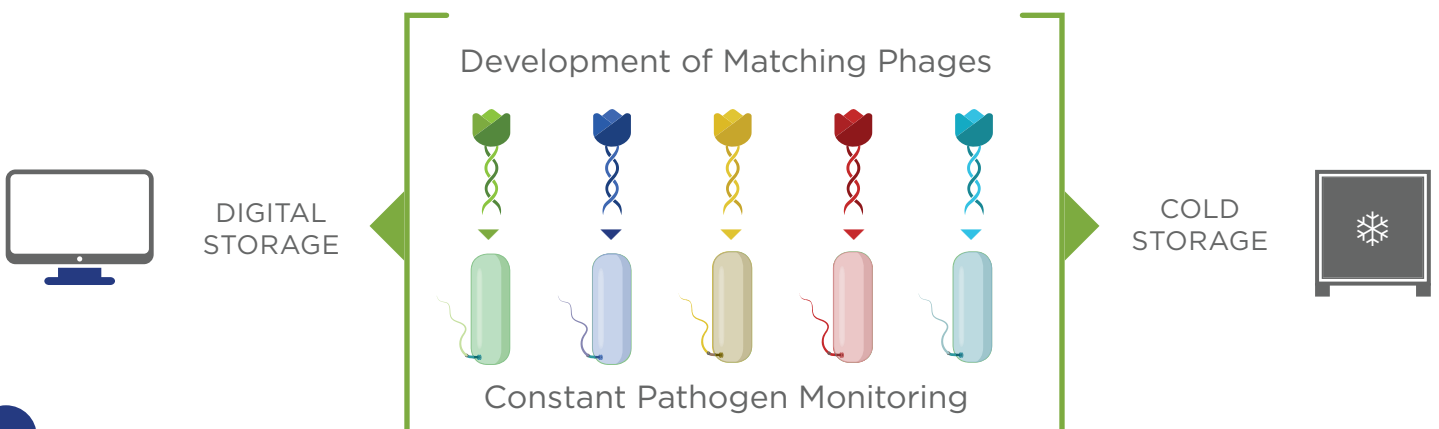 Development of Matching Phages
DIGITAL
STORAGE
COLD
STORAGE
Constant Pathogen Monitoring